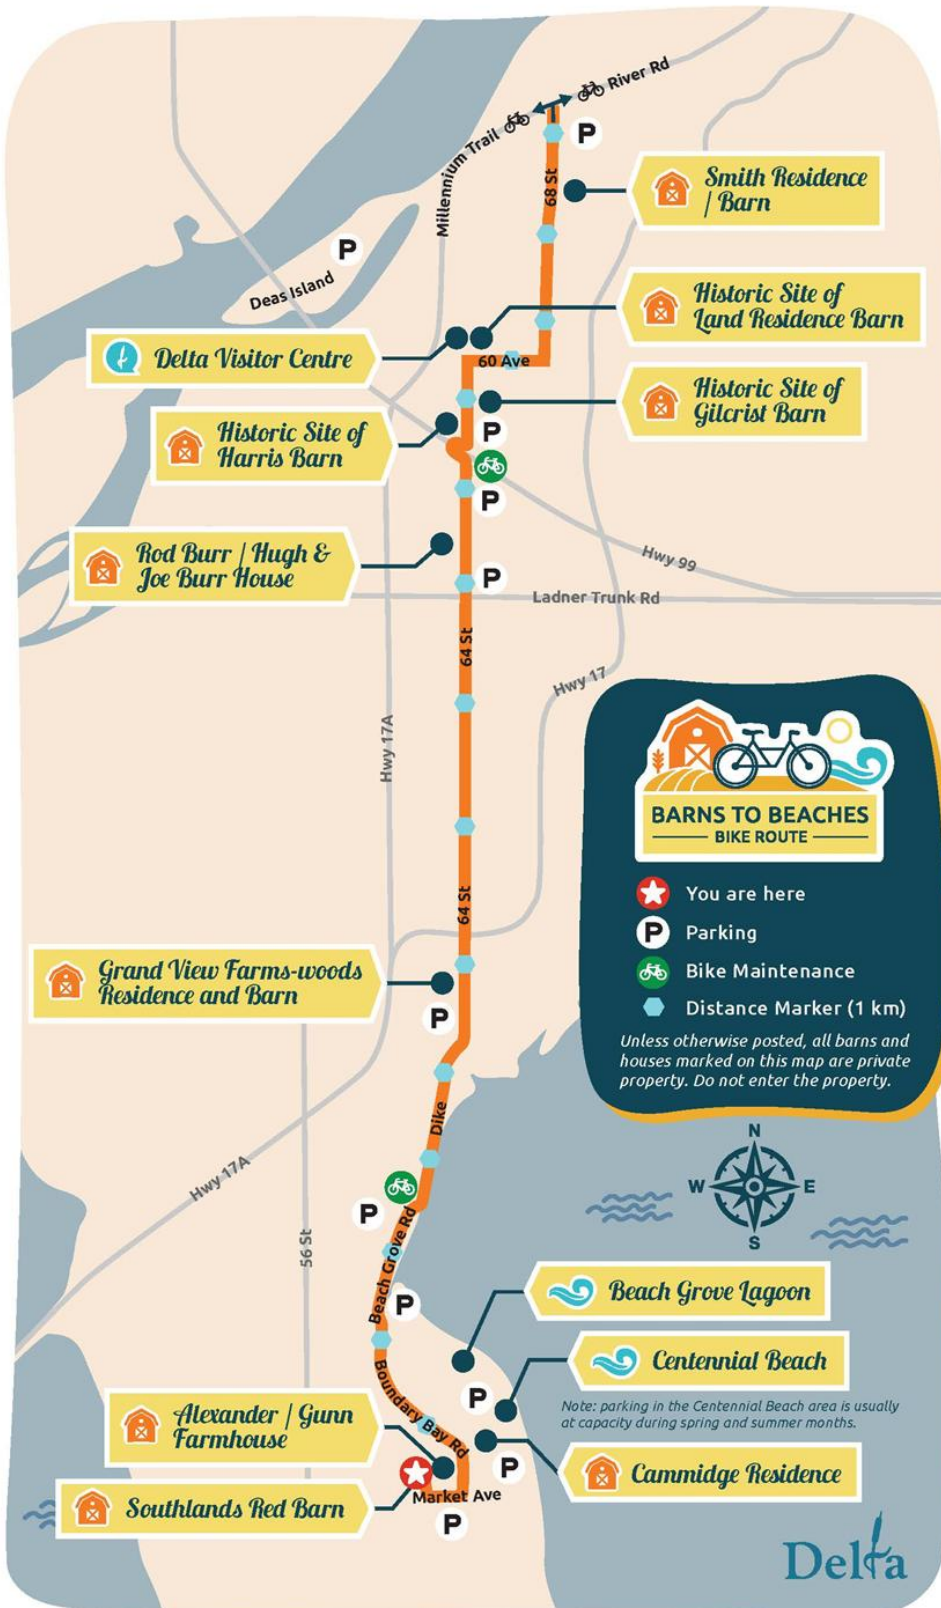 River Rd
Millennium Trail
P
68 St
Smith Residence
/ Barn
P
Deas Island
Historic Site of
Land Residence Barn
Delta Visitor Centre
60 Ave
Historic Site of
Gilcrist Barn
Historic Site of
Harris Barn
P
P
Rod Burr / Hugh &
Joe Burr House
Hwy 99
P
Ladner Trunk Rd
64 St
Hwy 17
Hwy 17A
BARNS TO BEACHES
BIKE ROUTE
You are here
P Parking
Bike Maintenance
Distance Marker (1 km)
Unless otherwise posted, all barns and
houses marked on this map are private
property. Do not enter the property.
64 St
Grand View Farms-woods
Residence and Barn
P
Dike
N
W E
S
Hwy 17A
P
56 St
Beach Grove Rd
P
Beach Grove Lagoon
Centennial Beach
Note: parking in the Centennial Beach area is usually
at capacity during spring and summer months.
P
Boundary Bay Rd
Alexander / Gunn
Farmhouse
P
Cammidge Residence
Southlands Red Barn
Market Ave
P
Delta